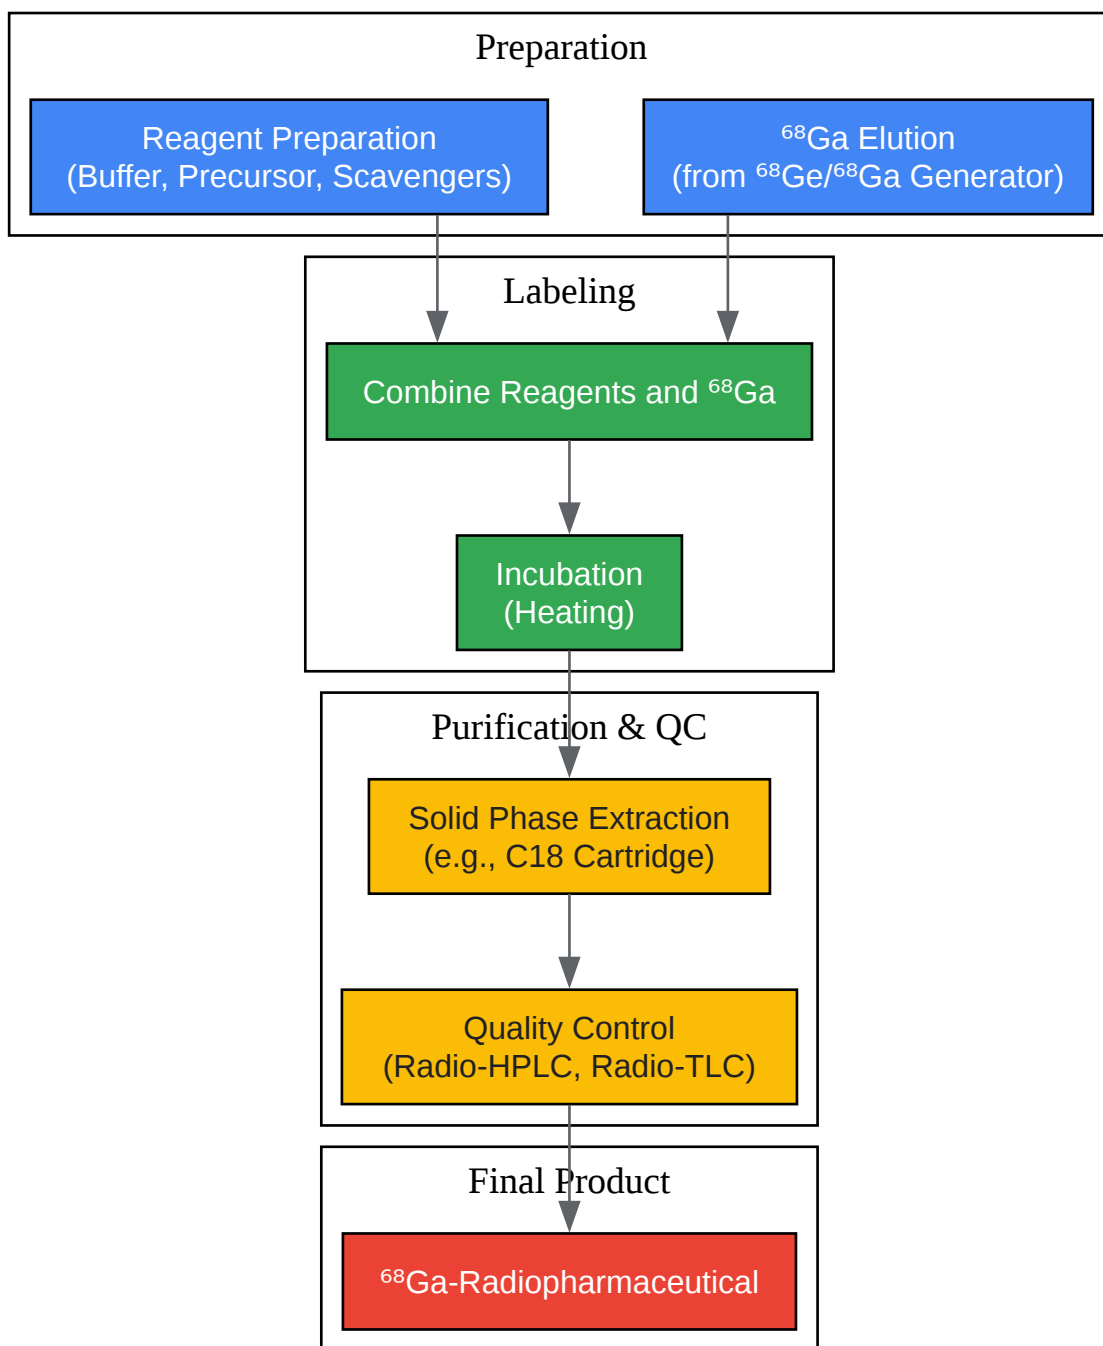 Preparation
Reagent Preparation
(Buffer, Precursor, Scavengers)
⁶⁸Ga Elution
(from ⁶⁸Ge/⁶⁸Ga Generator)
Labeling
Combine Reagents and ⁶⁸Ga
Incubation
(Heating)
Purification & QC
Solid Phase Extraction
(e.g., C18 Cartridge)
Quality Control
(Radio-HPLC, Radio-TLC)
Final Product
⁶⁸Ga-Radiopharmaceutical